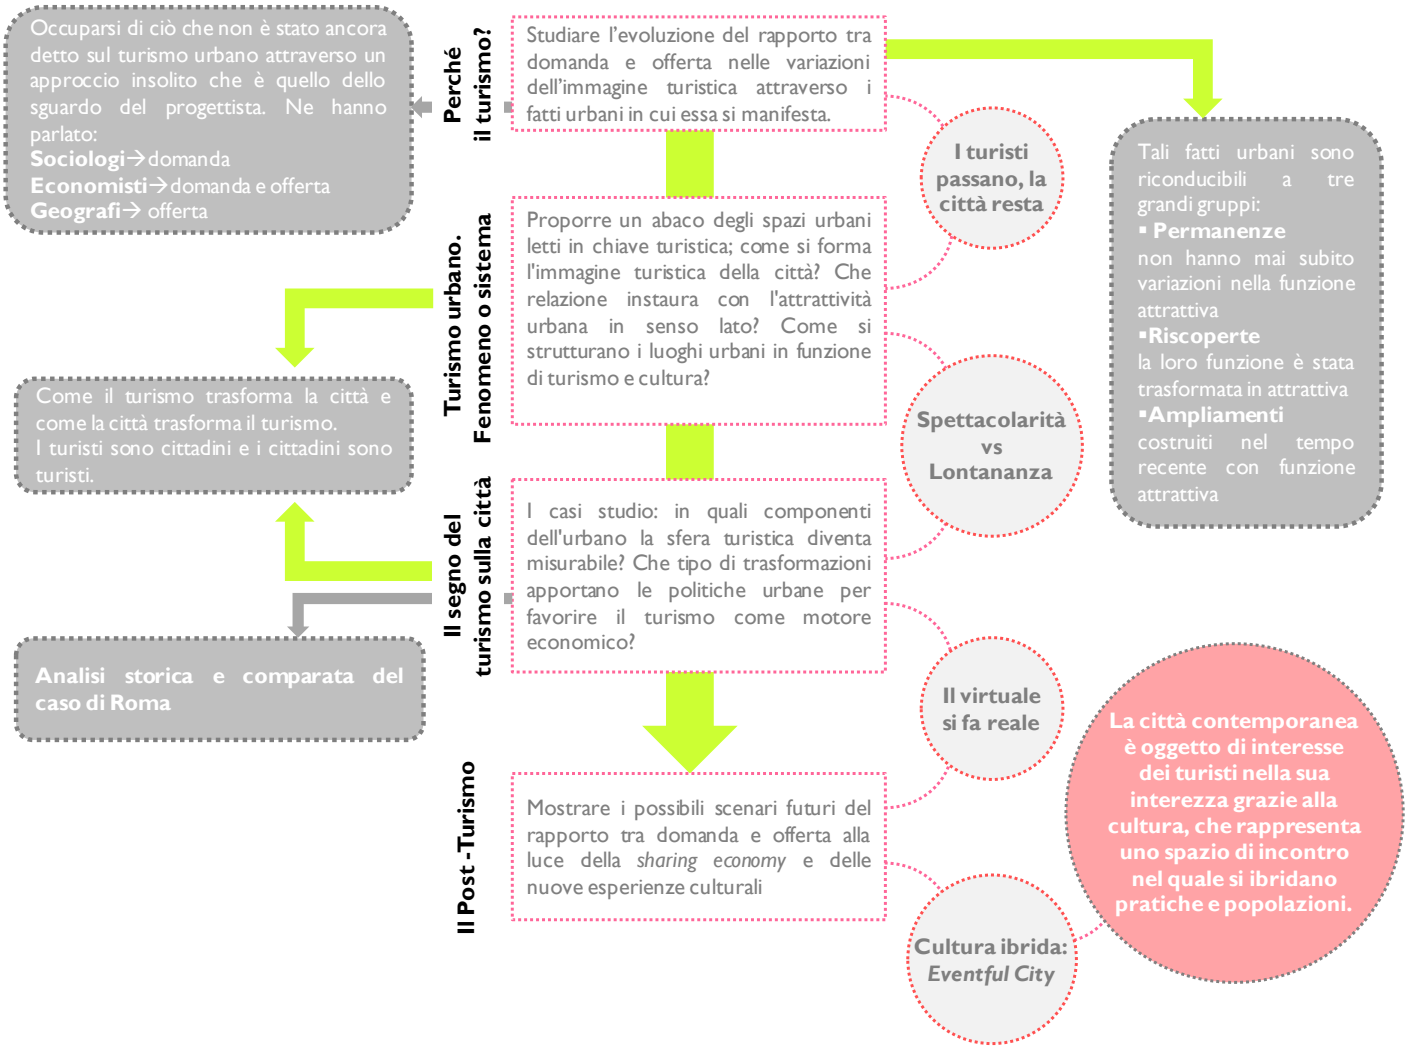 Occuparsi di ciò che non è stato ancora
detto sul turismo urbano attraverso un
approccio insolito che è quello dello
sguardo del progettista. Ne hanno
parlato:
Sociologi→domanda
Economisti→domanda e offerta
Geografi→ offerta
Perché
il turismo?
Studiare l'evoluzione del rapporto tra
domanda e offerta nelle variazioni
dell'immagine turistica attraverso i
fatti urbani in cui essa si manifesta.
I turisti
passano, la
città resta
Tali fatti urbani sono
riconducibili a tre
grandi gruppi:
▪ Permanenze
non hanno mai subito
variazioni nella funzione
attrattiva
▪Riscoperte
la loro funzione è stata
trasformata in attrattiva
▪Ampliamenti
costruiti nel tempo
recente con funzione
attrattiva
Turismo urbano.
Fenomeno o sistema
Proporre un abaco degli spazi urbani
letti in chiave turistica; come si forma
l'immagine turistica della città? Che
relazione instaura con l'attrattività
urbana in senso lato? Come si
strutturano i luoghi urbani in funzione
di turismo e cultura?
Come il turismo trasforma la città e
come la città trasforma il turismo.
I turisti sono cittadini e i cittadini sono
turisti.
Spettacolarità
vs
Lontananza
Il segno del
turismo sulla città
I casi studio: in quali componenti
dell'urbano la sfera turistica diventa
misurabile? Che tipo di trasformazioni
apportano le politiche urbane per
favorire il turismo come motore
economico?
Analisi storica e comparata del
caso di Roma
Il virtuale
si fa reale
Il Post -Turismo
Mostrare i possibili scenari futuri del
rapporto tra domanda e offerta alla
luce della sharing economy e delle
nuove esperienze culturali
Cultura ibrida:
Eventful City
La città contemporanea
è oggetto di interesse
dei turisti nella sua
interezza grazie alla
cultura, che rappresenta
uno spazio di incontro
nel quale si ibridano
pratiche e popolazioni.